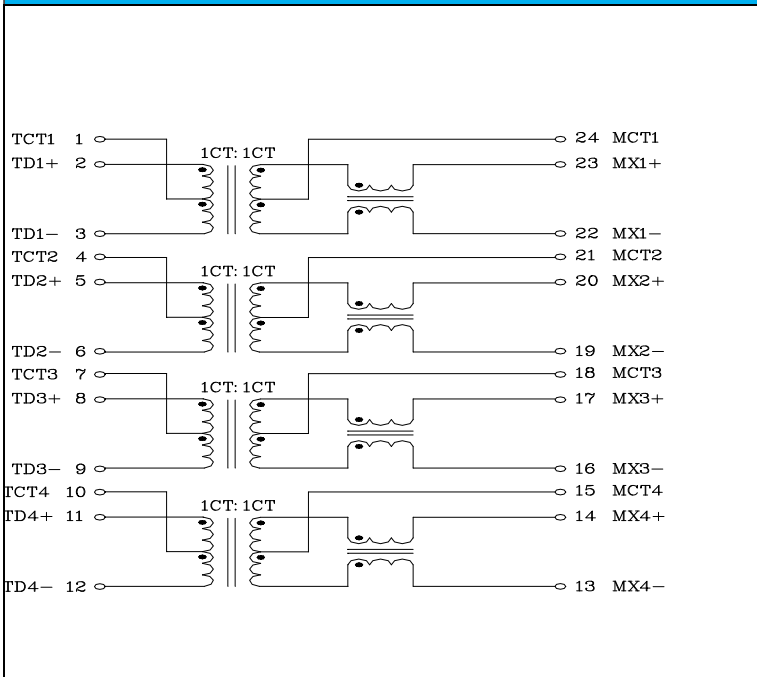 TCT1 1 24 MCT1
1CT: 1CT
TD1+ 2 23 MX1+
TD1− 3 22 MX1−
TCT2 4 21 MCT2
1CT: 1CT
TD2+ 5 20 MX2+
TD2− 6 19 MX2−
TCT3 7 18 MCT3
1CT: 1CT
TD3+ 8 17 MX3+
TD3− 9 16 MX3−
TCT4 10 15 MCT4
1CT: 1CT
TD4+ 11 14 MX4+
TD4− 12 13 MX4−